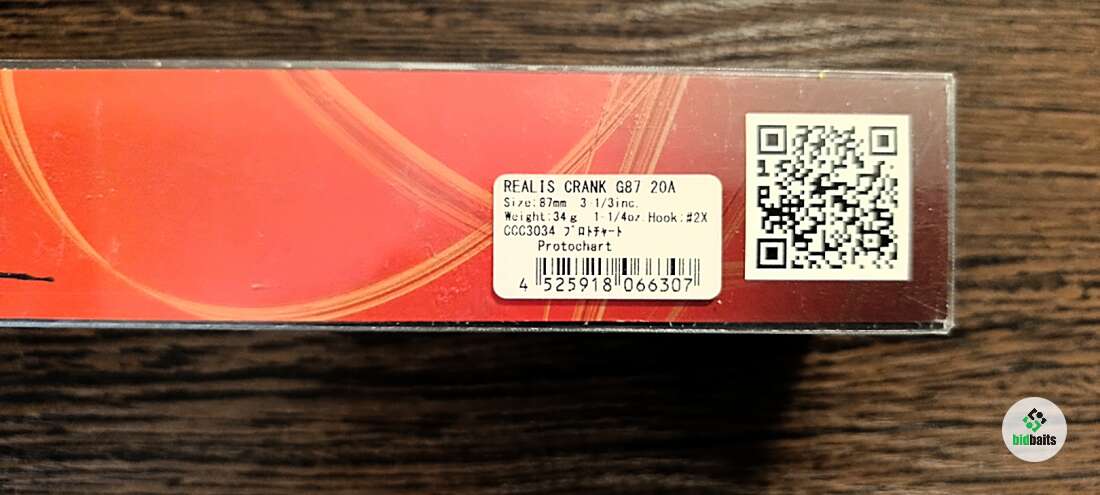 REALIS CRANK G87 20A
Size:87mm 3-1/3inc.
Weight:34g 1-1/4oz.Hook:#2X
CCC3034 プロトチャート
Protochart
4 525918 066307
bidbaits